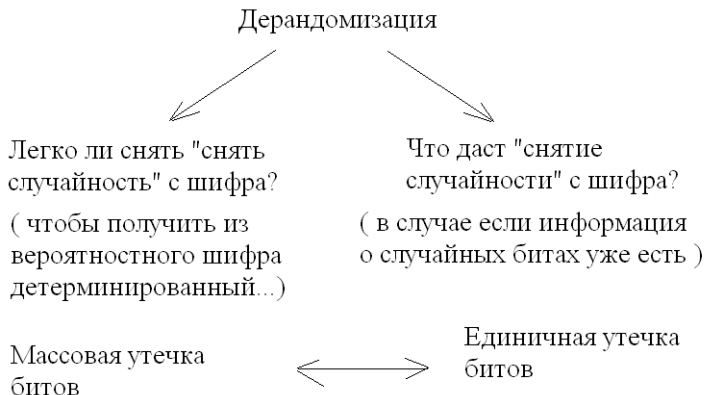 Дерандомизация
Легко ли снять "снять
случайность" с шифра?
( чтобы получить из
вероятностного шифра
детерминированный...)
Что даст "снятие
случайности" с шифра?
( в случае если информация
о случайных битах уже есть )
Массовая утечка
битов
Единичная утечка
битов